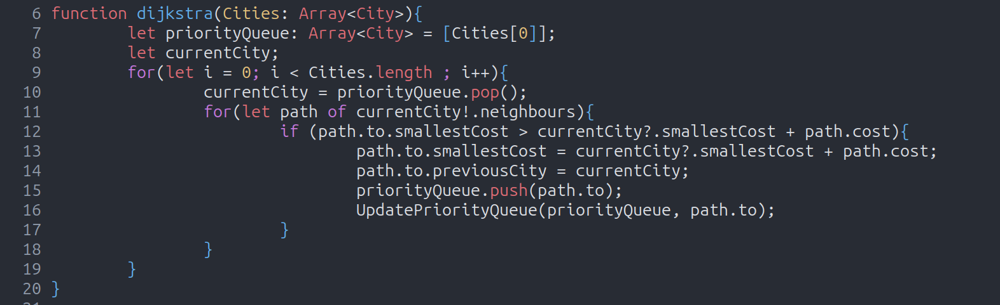 6 function dijkstra(Cities: Array<City>){
7 let priorityQueue: Array<City> = [Cities[0]];
8 let currentCity;
9 for(let i = 0; i < Cities.length ; i++){
10 currentCity = priorityQueue.pop();
11 for(let path of currentCity!.neighbours){
12 if (path.to.smallestCost > currentCity?.smallestCost + path.cost){
13 path.to.smallestCost = currentCity?.smallestCost + path.cost;
14 path.to.previousCity = currentCity;
15 priorityQueue.push(path.to);
16 UpdatePriorityQueue(priorityQueue, path.to);
17 }
18 }
19 }
20 }